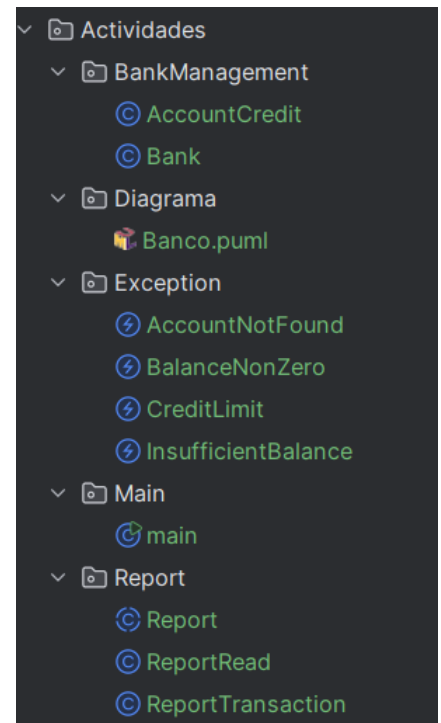 Actividades
BankManagement
AccountCredit
Bank
Diagrama
Banco.puml
Exception
AccountNotFound
BalanceNonZero
CreditLimit
InsufficientBalance
Main
main
Report
Report
ReportRead
ReportTransaction